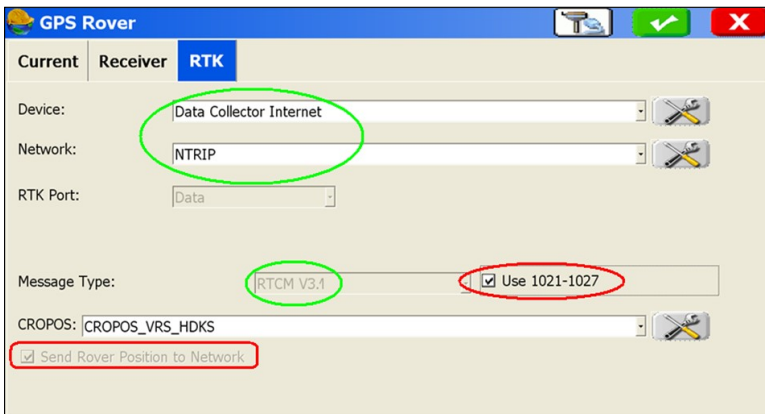 GPS Rover
Current Receiver RTK
Device: Data Collector Internet
Network: NTRIP
RTK Port: Data
Message Type: RTCM V3.1 Use 1021-1027
CROPOS: CROPOS_VRS_HDKS
Send Rover Position to Network